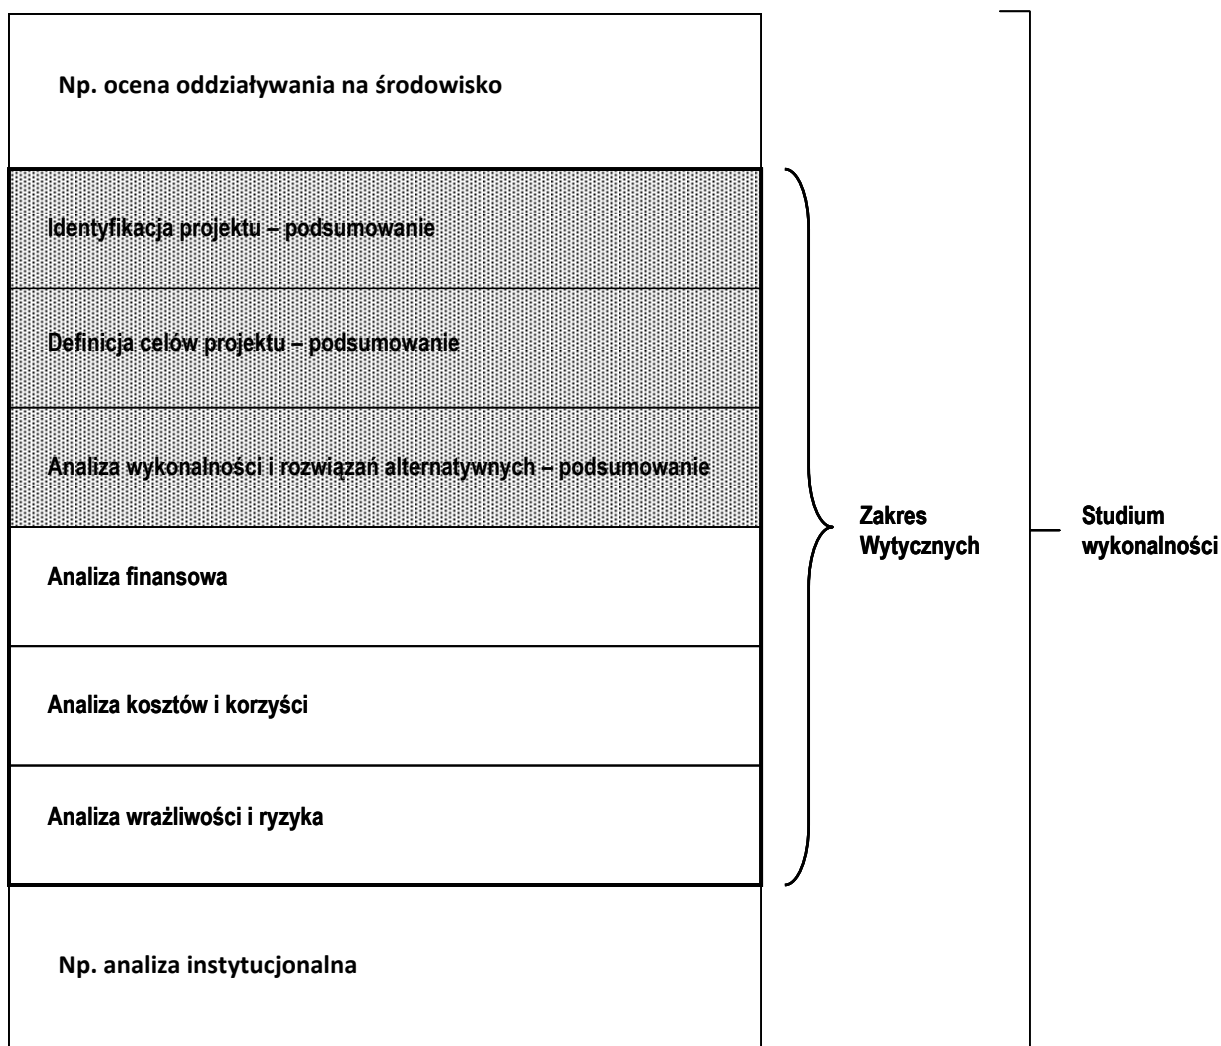 Np. ocena oddziaływania na środowisko
Identyfikacja projektu – podsumowanie
Definicja celów projektu – podsumowanie
Analiza wykonalności i rozwiązań alternatywnych – podsumowanie
Analiza finansowa
Analiza kosztów i korzyści
Analiza wrażliwości i ryzyka
Np. analiza instytucjonalna
Zakres
Wytycznych
Studium
wykonalności